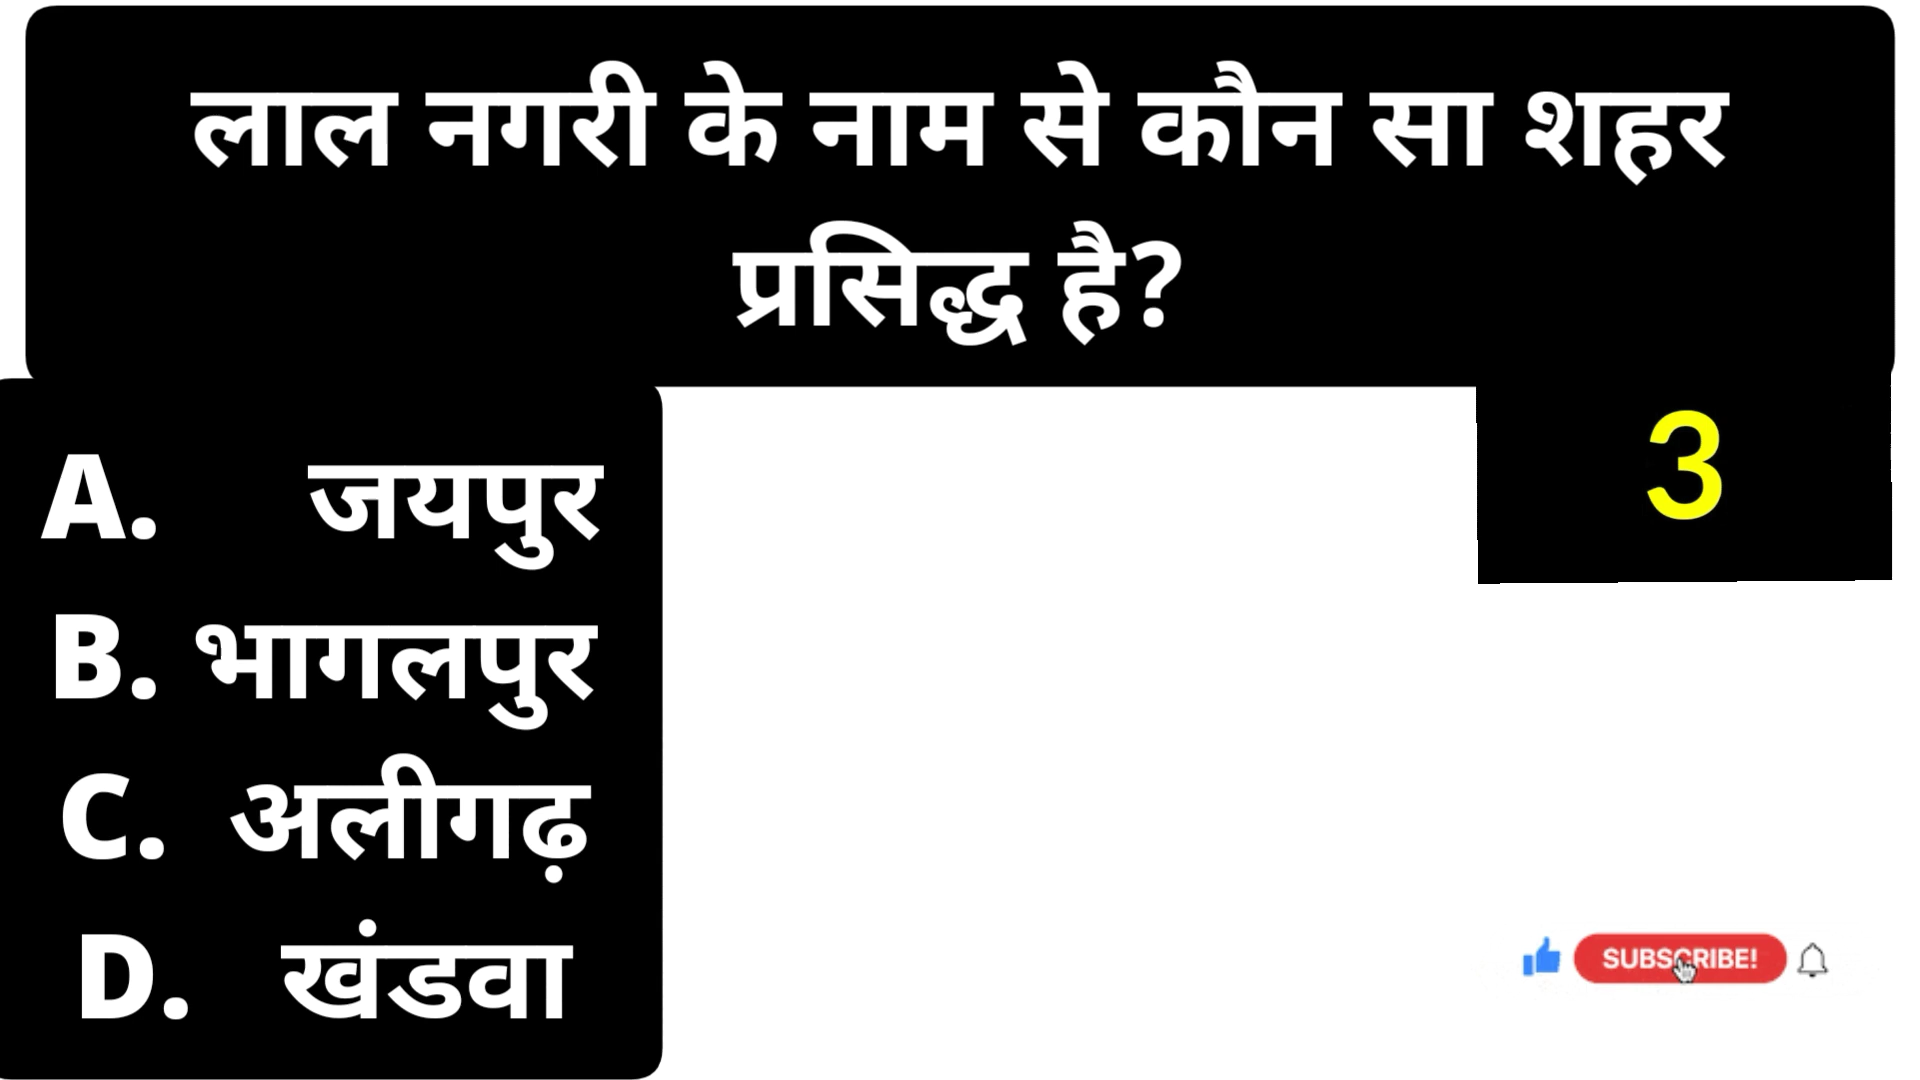 लाल नगरी के नाम से कौन सा शहर
प्रसिद्ध है?
3
A. जयपुर
B. भागलपुर
C. अलीगढ़
D. खंडवा
SUBSCRIBE!